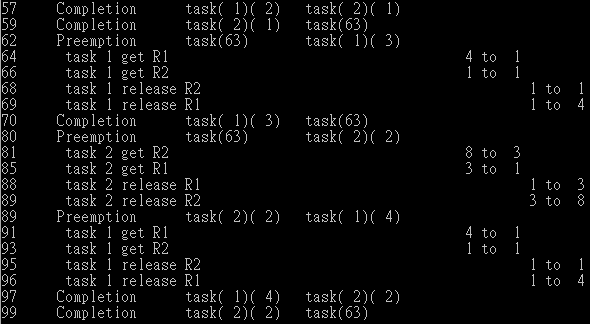 57 Completion task( 1)( 2) task( 2)( 1)
59 Completion task( 2)( 1) task(63)
62 Preemption task(63) task( 1)( 3)
64 task 1 get R1 4 to 1
66 task 1 get R2 1 to 1
68 task 1 release R2 1 to 1
69 task 1 release R1 1 to 4
70 Completion task( 1)( 3) task(63)
80 Preemption task(63) task( 2)( 2)
81 task 2 get R2 8 to 3
85 task 2 get R1 3 to 1
88 task 2 release R1 1 to 3
89 task 2 release R2 3 to 8
89 Preemption task( 2)( 2) task( 1)( 4)
91 task 1 get R1 4 to 1
93 task 1 get R2 1 to 1
95 task 1 release R2 1 to 1
96 task 1 release R1 1 to 4
97 Completion task( 1)( 4) task( 2)( 2)
99 Completion task( 2)( 2) task(63)